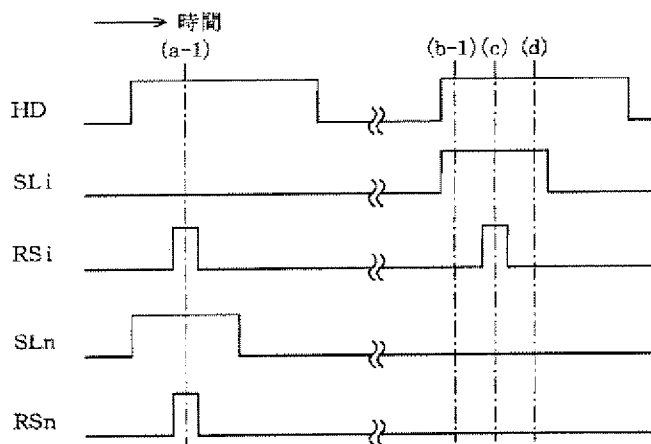 時間
(a-1) (b-1) (c) (d)
HD
SLi
RSi
SLn
RSn